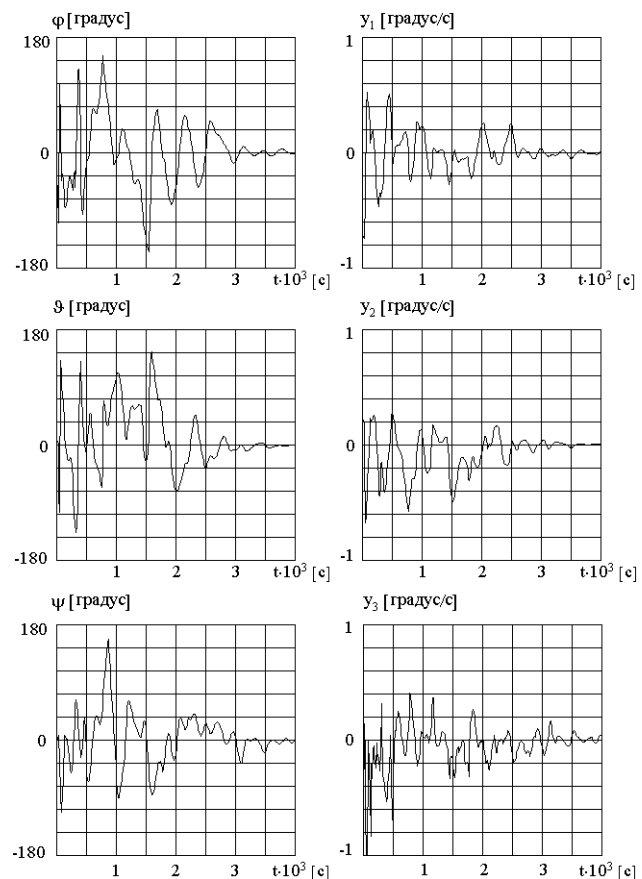 φ [градус]
180
0
-180
1 2 3 t·10³ [с]
y₁ [градус/с]
1
0
-1
1 2 3 t·10³ [с]
ϑ [градус]
180
0
-180
1 2 3 t·10³ [с]
y₂ [градус/с]
1
0
-1
1 2 3 t·10³ [с]
ψ [градус]
180
0
-180
1 2 3 t·10³ [с]
y₃ [градус/с]
1
0
-1
1 2 3 t·10³ [с]